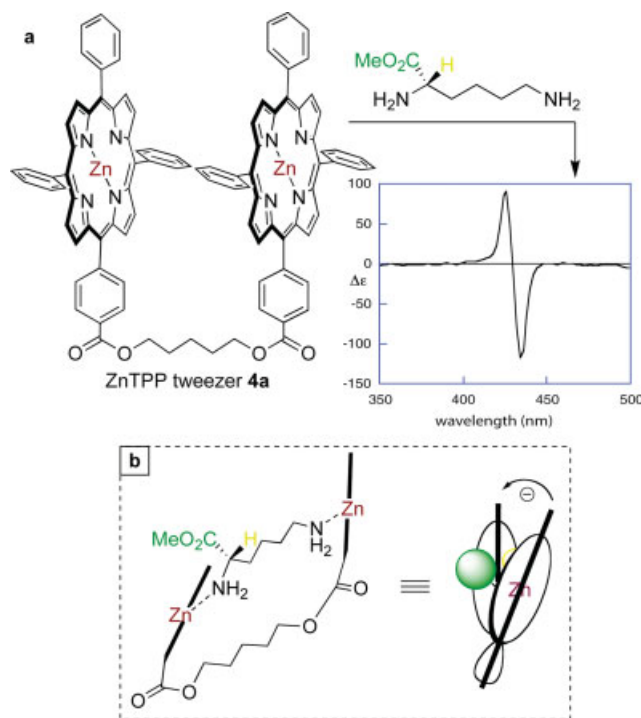 a
MeO₂C
H
H₂N
NH₂
N
N
Zn
N
N
N
N
Zn
N
N
O
O
O
O
ZnTPP tweezer 4a
100
50
0
Δε
-50
-100
-150
350
400
450
500
wavelength (nm)
b
MeO₂C
H
N
H₂
Zn
NH₂
Zn
O
O
O
O
⊖
Zn